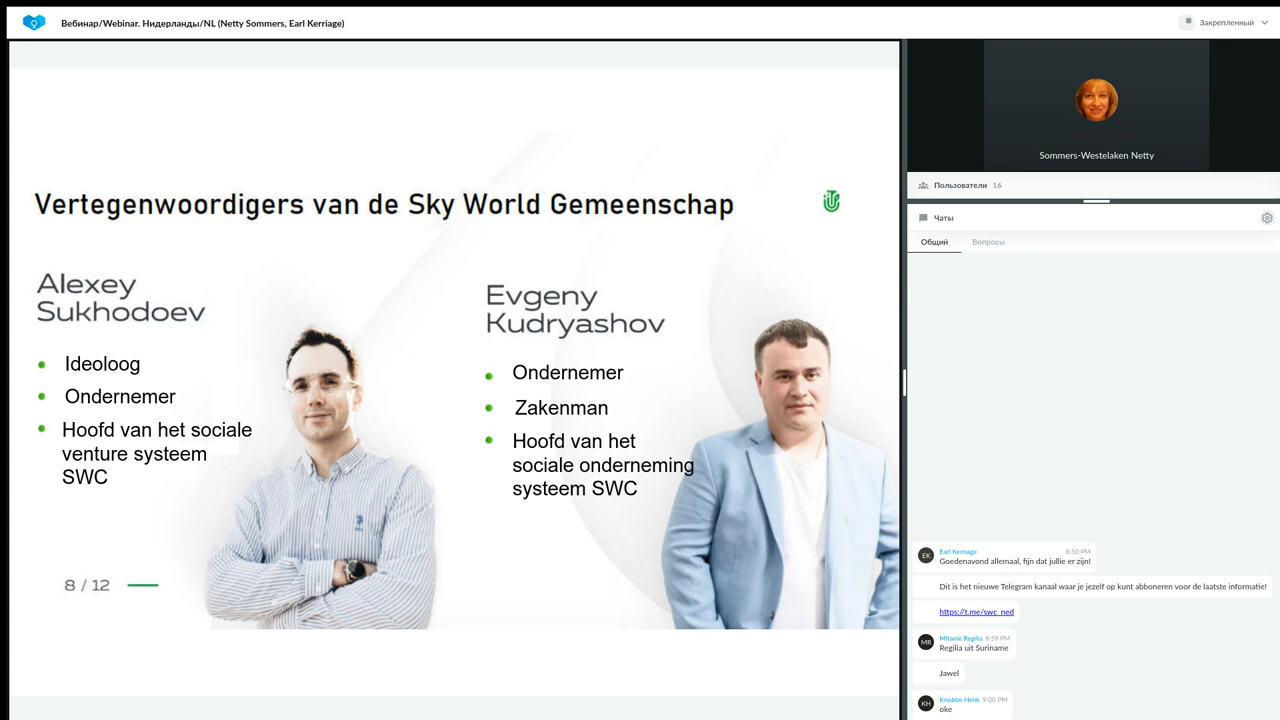 Вебинар/Webinar. Нидерланды/NL (Netty Sommers, Earl Kerriage)
Закрепленный
Vertegenwoordigers van de Sky World Gemeenschap
Alexey
Sukhodoev
Ideoloog
Ondernemer
Hoofd van het sociale
venture systeem
SWC
Evgeny
Kudryashov
Ondernemer
Zakenman
Hoofd van het
sociale onderneming
systeem SWC
8 / 12
Sommers-Westelaken Netty
Пользователи 16
Чаты
Общий Вопросы
EK Earl Kerriage 8:50 PM
Goedenavond allemaal, fijn dat jullie er zijn!
Dit is het nieuwe Telegram kanaal waar je jezelf op kunt abboneren voor de laatste informatie!
https://t.me/swc_ned
MR Mitanie Regilia 8:59 PM
Regilia uit Suriname
Jawel
KH Knobbe Henk 9:00 PM
oke